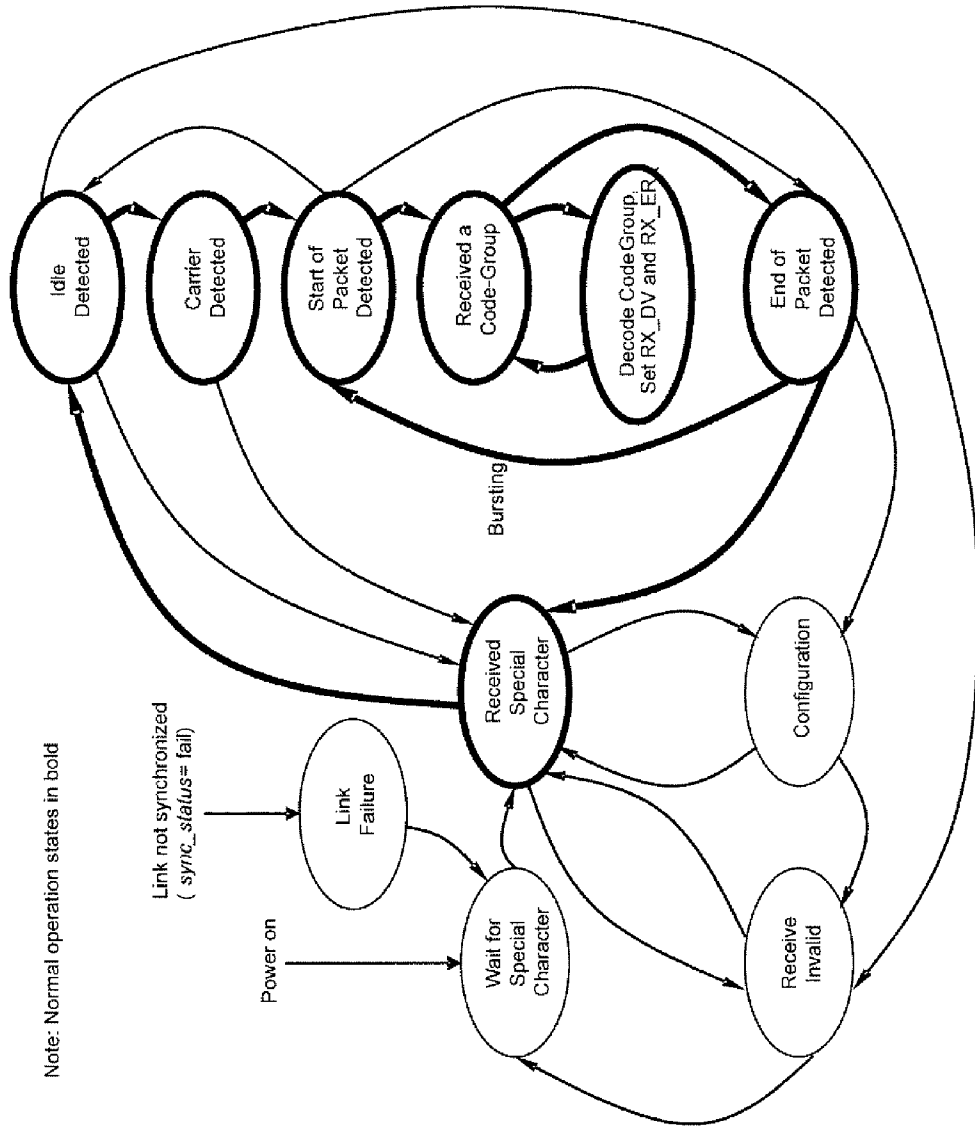 Note: Normal operation states in bold
Power on
Link not synchronized
( sync_status= fail)
Link
Failure
Wait for
Special
Character
Receive
Invalid
Received
Special
Character
Configuration
Bursting
Idle
Detected
Carrier
Detected
Start of
Packet
Detected
Received a
Code-Group
Decode CodeGroup,
Set RX_DV and RX_ER
End of
Packet
Detected